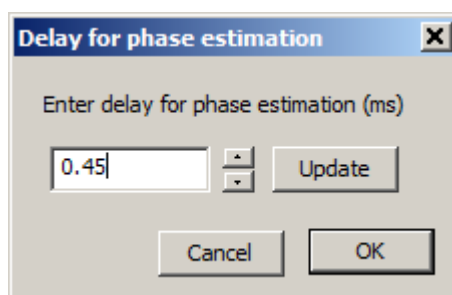 Delay for phase estimation
Enter delay for phase estimation (ms)
0.45 Update
Cancel OK